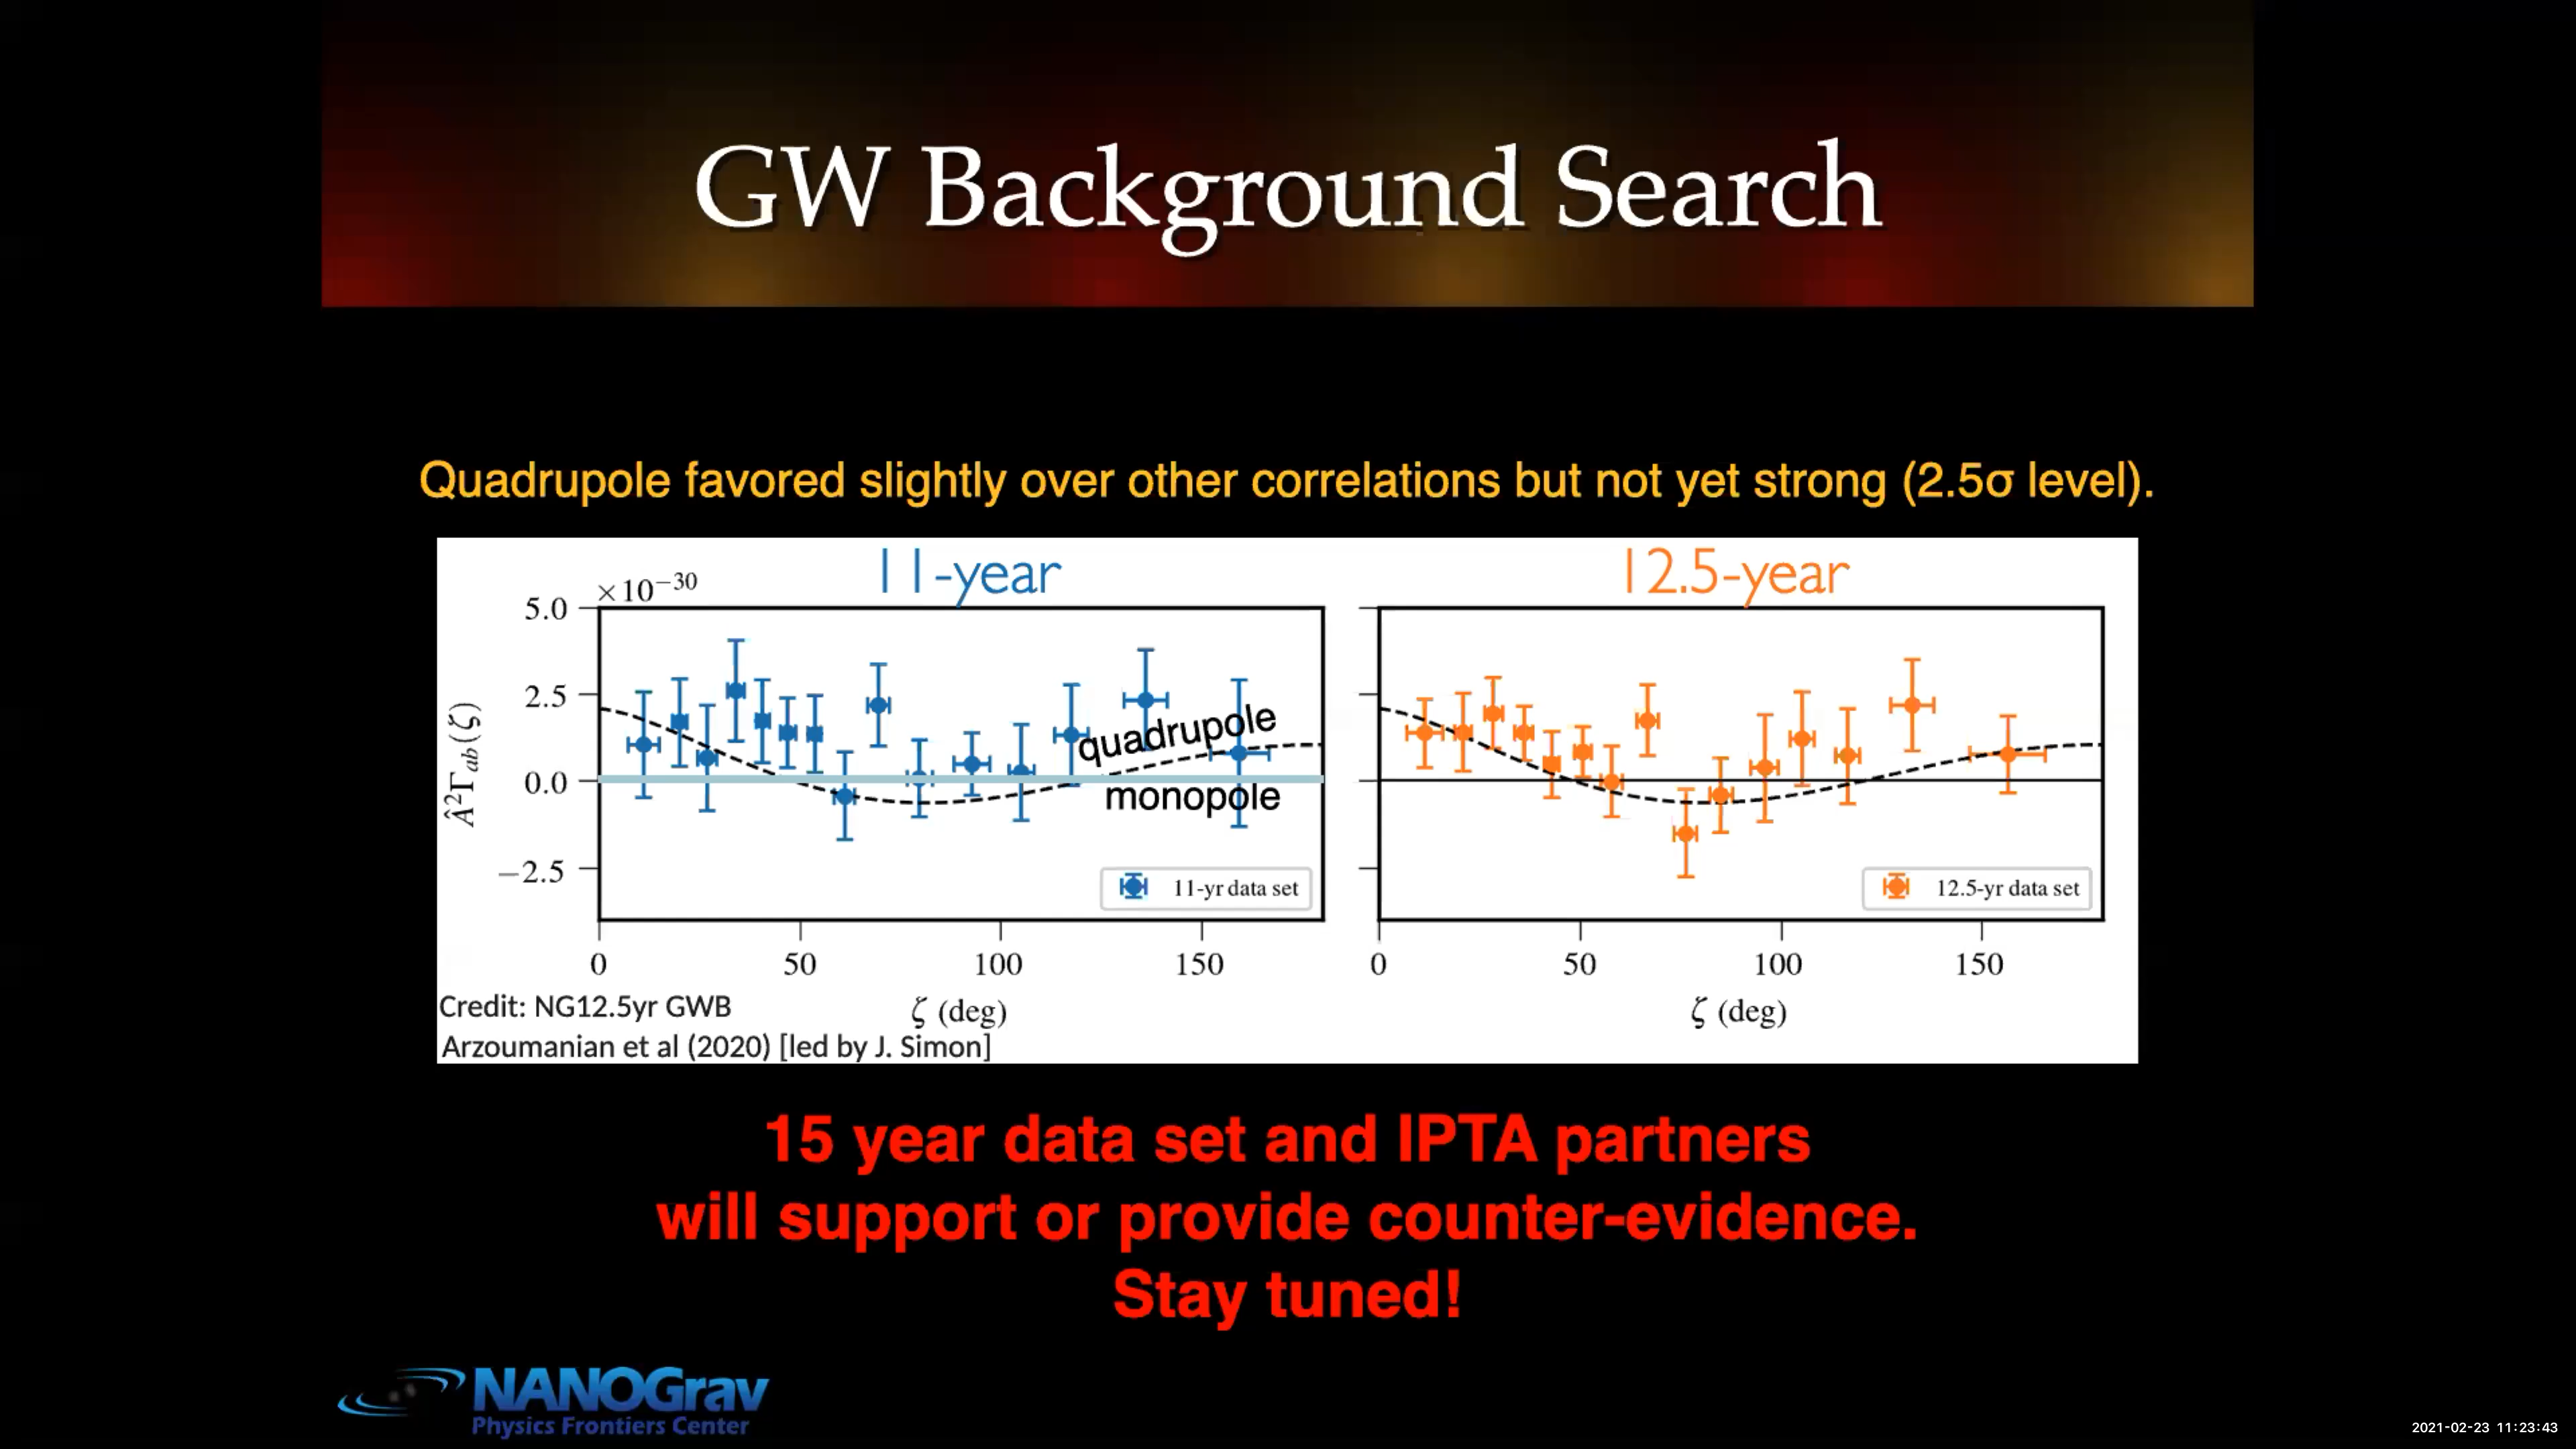 GW Background Search
Quadrupole favored slightly over other correlations but not yet strong (2.5σ level).
11-year
12.5-year
×10⁻³⁰
5.0
2.5
0.0
−2.5
Â²Γab(ζ)
quadrupole
monopole
11-yr data set
12.5-yr data set
0 50 100 150
0 50 100 150
ζ (deg)
ζ (deg)
Credit: NG12.5yr GWB
Arzoumanian et al (2020) [led by J. Simon]
15 year data set and IPTA partners
will support or provide counter-evidence.
Stay tuned!
NANOGrav
Physics Frontiers Center
2021-02-23 11:23:43